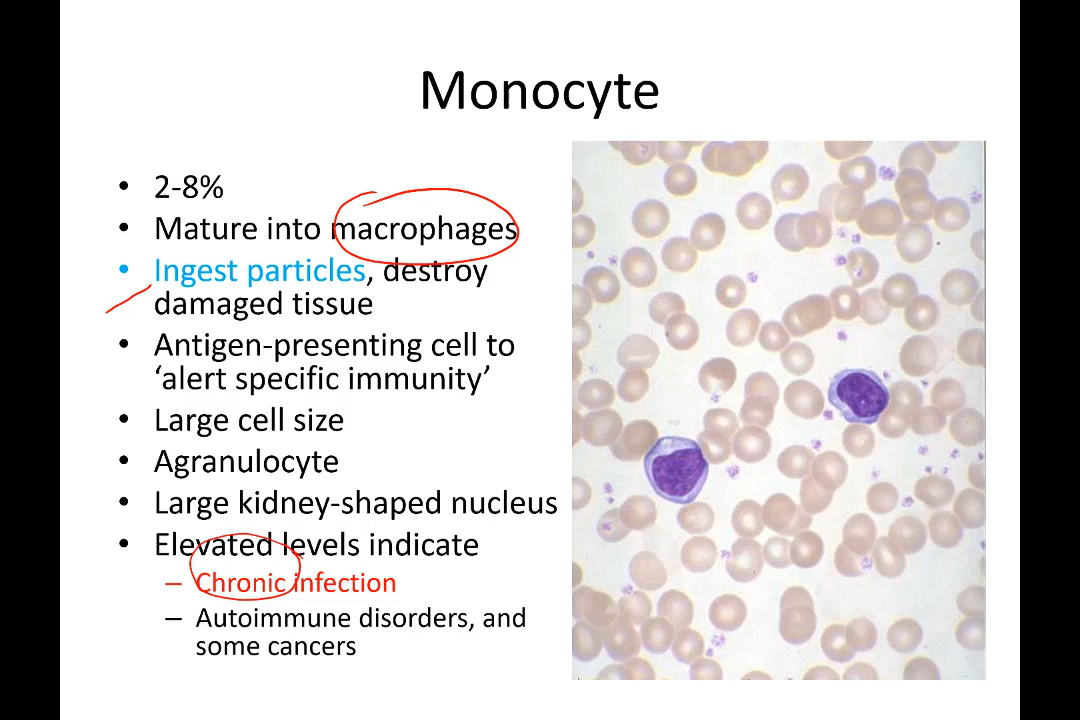 Monocyte
• 2-8%
• Mature into macrophages
• Ingest particles, destroy
damaged tissue
• Antigen-presenting cell to
‘alert specific immunity’
• Large cell size
• Agranulocyte
• Large kidney-shaped nucleus
• Elevated levels indicate
– Chronic infection
– Autoimmune disorders, and
some cancers